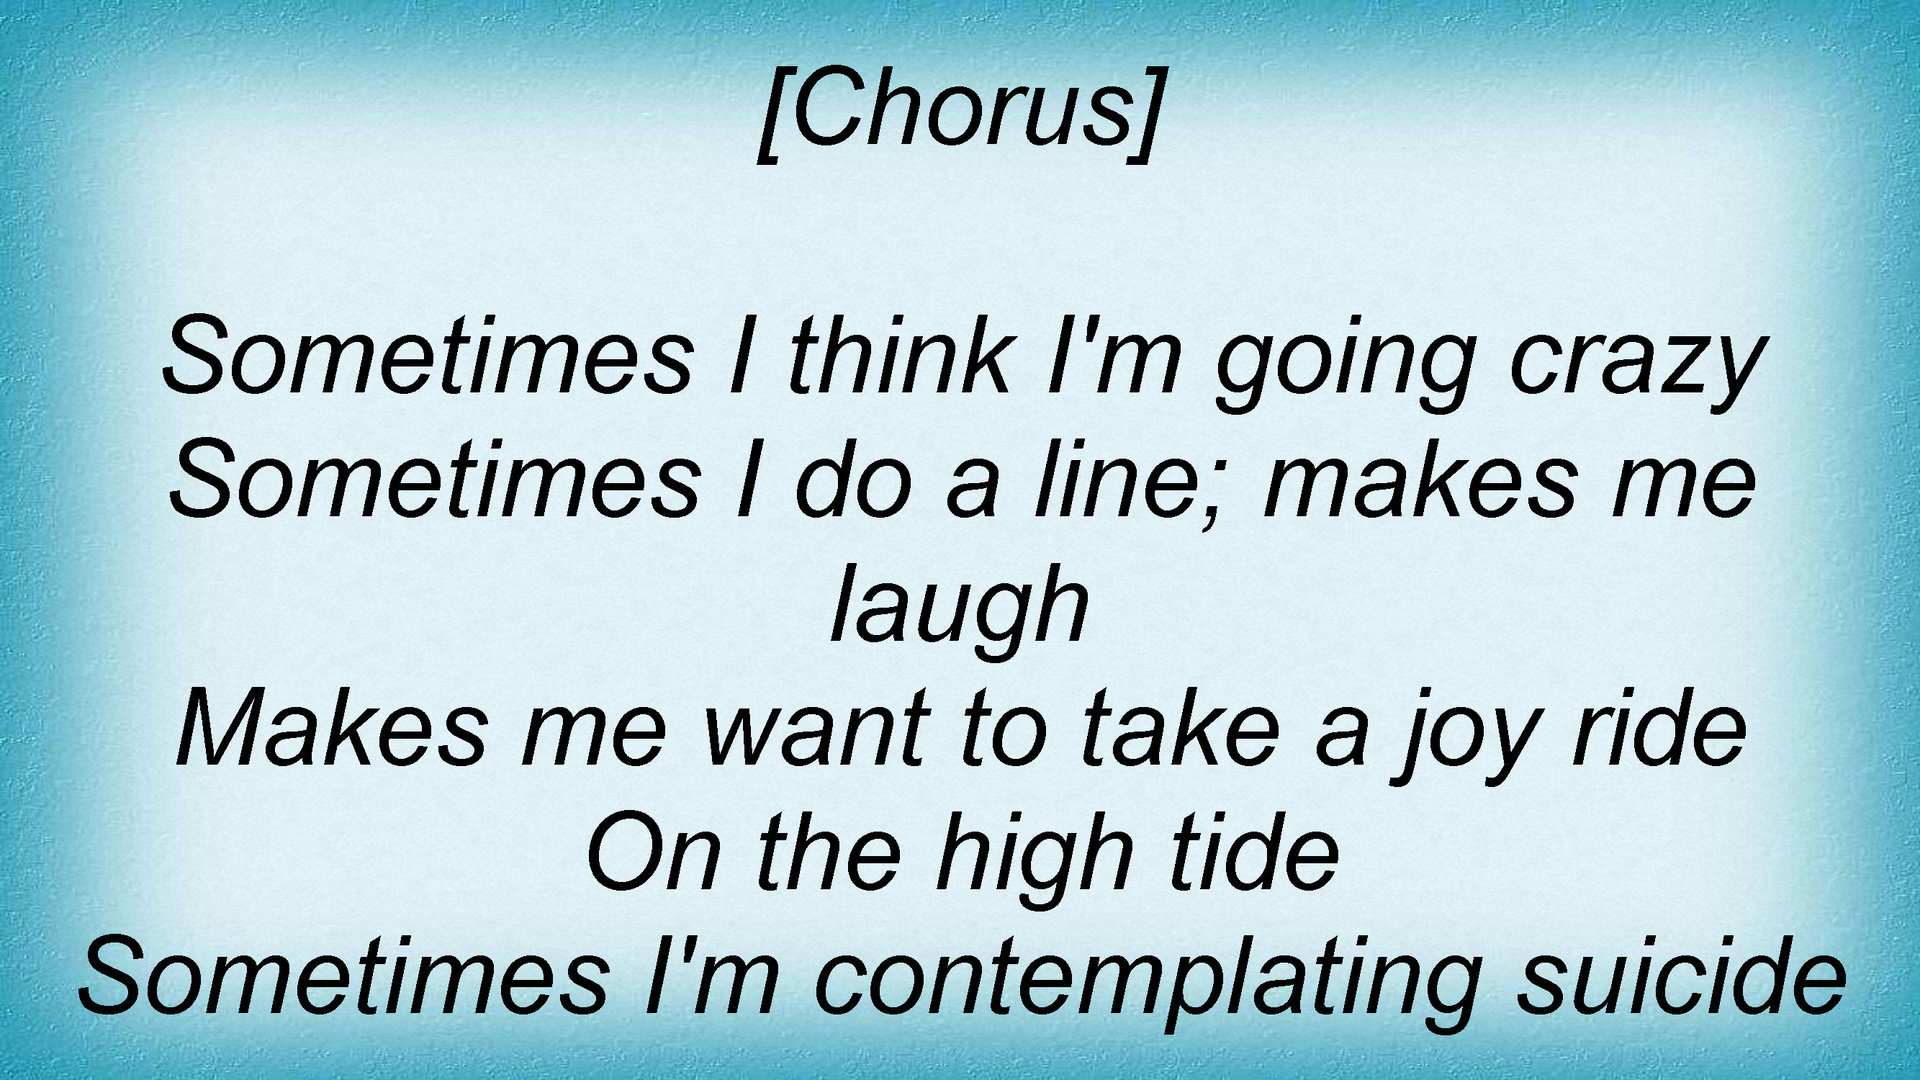 [Chorus]
Sometimes I think I'm going crazy
Sometimes I do a line; makes me
laugh
Makes me want to take a joy ride
On the high tide
Sometimes I'm contemplating suicide